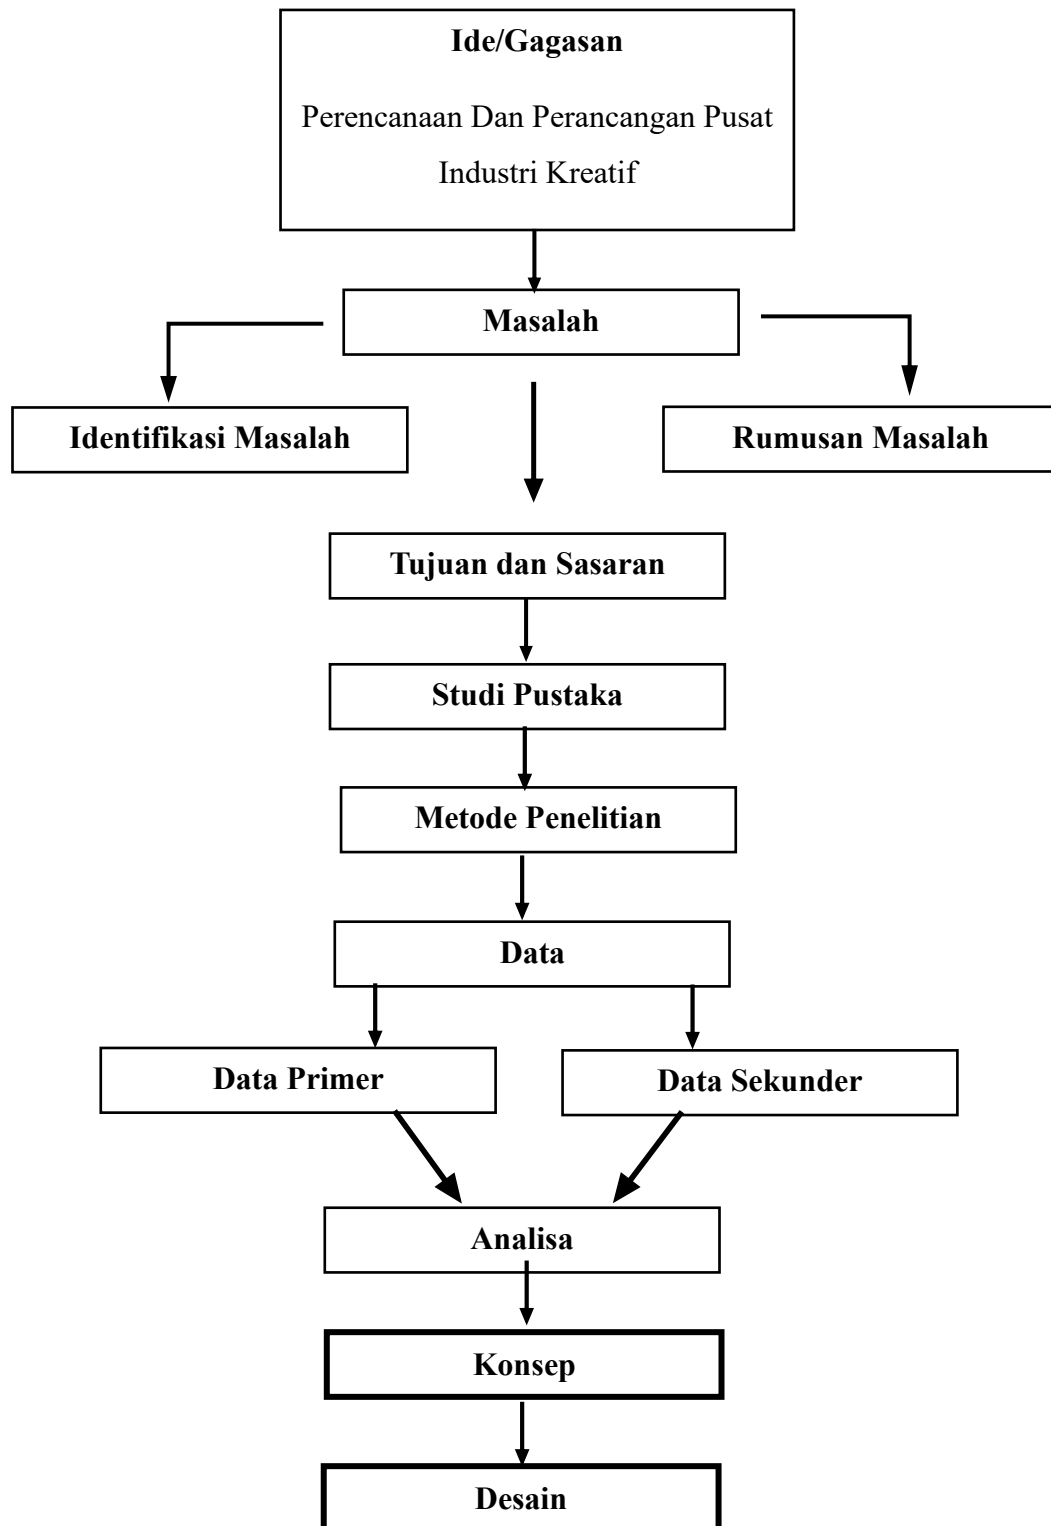 Ide/Gagasan
Perencanaan Dan Perancangan Pusat
Industri Kreatif
Masalah
Identifikasi Masalah
Rumusan Masalah
Tujuan dan Sasaran
Studi Pustaka
Metode Penelitian
Data
Data Primer
Data Sekunder
Analisa
Konsep
Desain